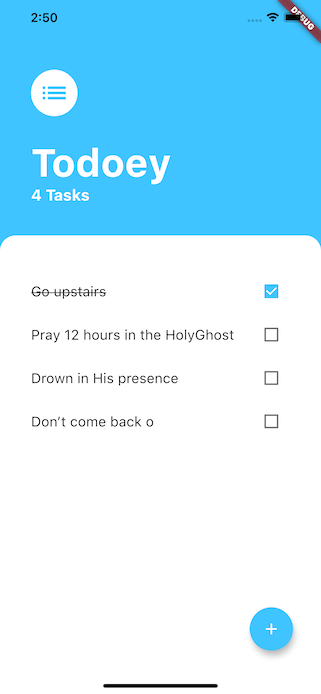 2:50
DEBUG
Todoey
4 Tasks
Go upstairs
Pray 12 hours in the HolyGhost
Drown in His presence
Don’t come back o